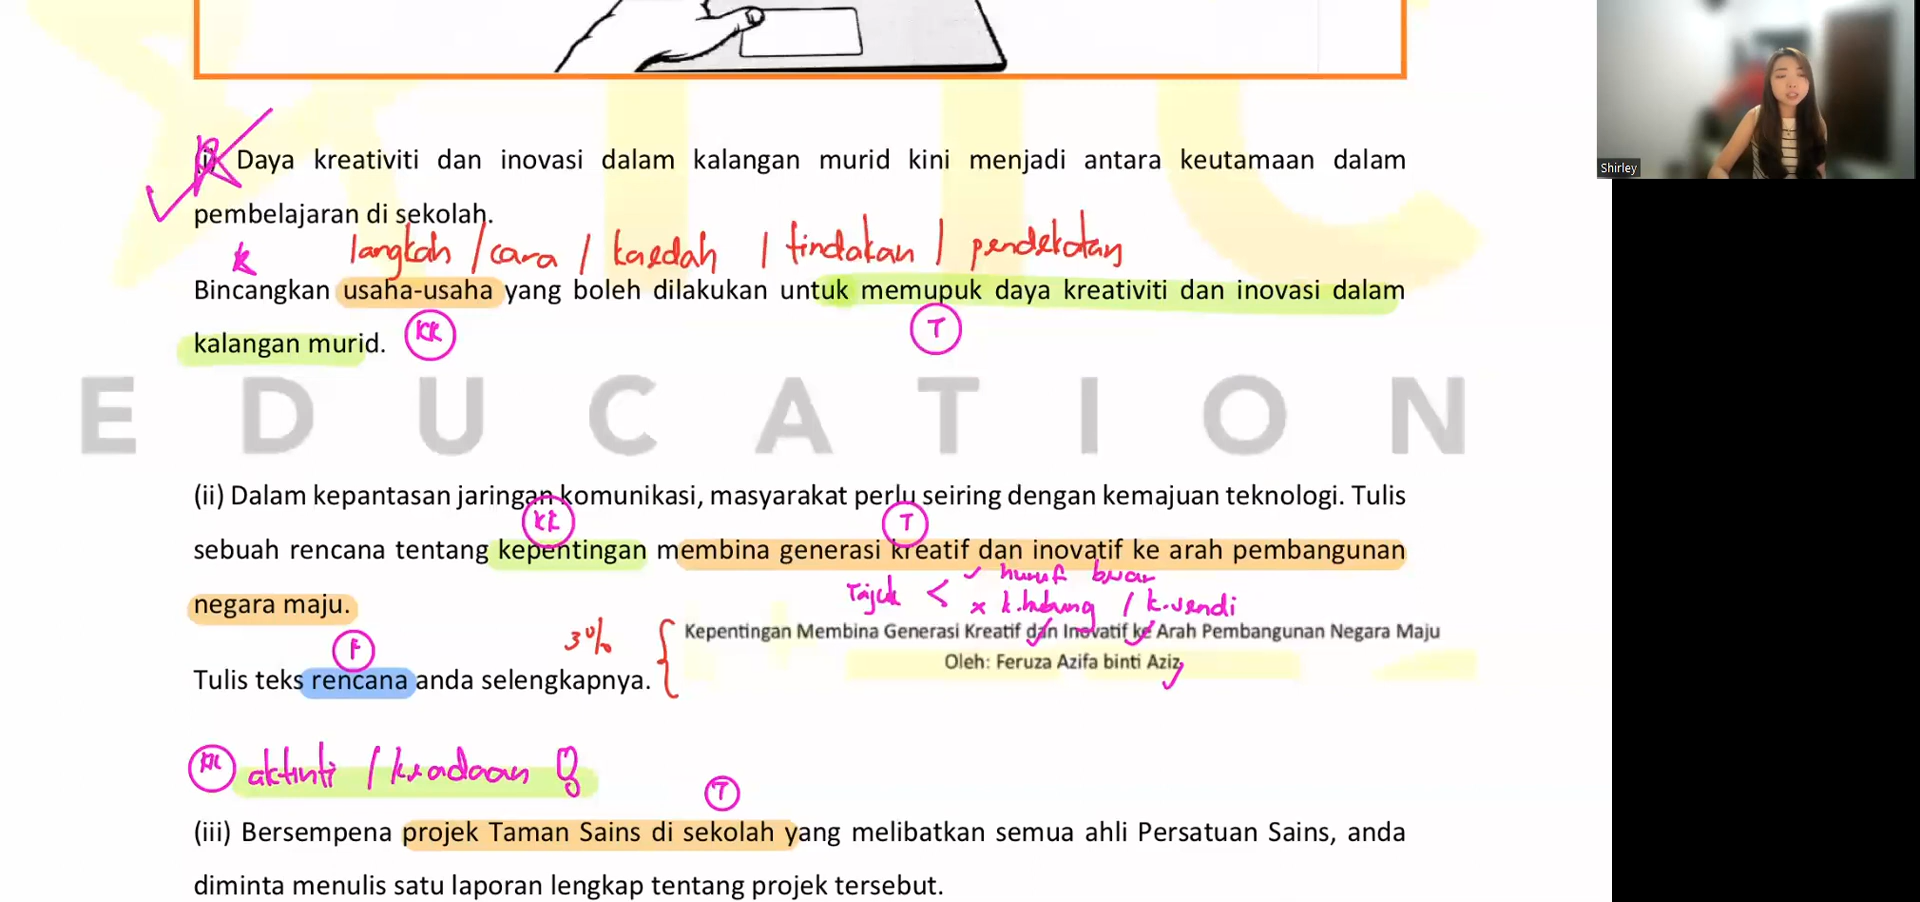 Shirley
(i) Daya kreativiti dan inovasi dalam kalangan murid kini menjadi antara keutamaan dalam
pembelajaran di sekolah.
langkah / cara / kaedah / tindakan / pendekatan
k
Bincangkan usaha-usaha yang boleh dilakukan untuk memupuk daya kreativiti dan inovasi dalam
kalangan murid.
KK T
EDUCATION
(ii) Dalam kepantasan jaringan komunikasi, masyarakat perlu seiring dengan kemajuan teknologi. Tulis
KK T
sebuah rencana tentang kepentingan membina generasi kreatif dan inovatif ke arah pembangunan
negara maju.
Tajuk < ✓ huruf besar
x k.hubung / k.sendi
3%
Kepentingan Membina Generasi Kreatif dan Inovatif ke Arah Pembangunan Negara Maju
Oleh: Feruza Azifa binti Aziz
F
Tulis teks rencana anda selengkapnya.
KK aktiviti / keadaan
T
(iii) Bersempena projek Taman Sains di sekolah yang melibatkan semua ahli Persatuan Sains, anda
diminta menulis satu laporan lengkap tentang projek tersebut.